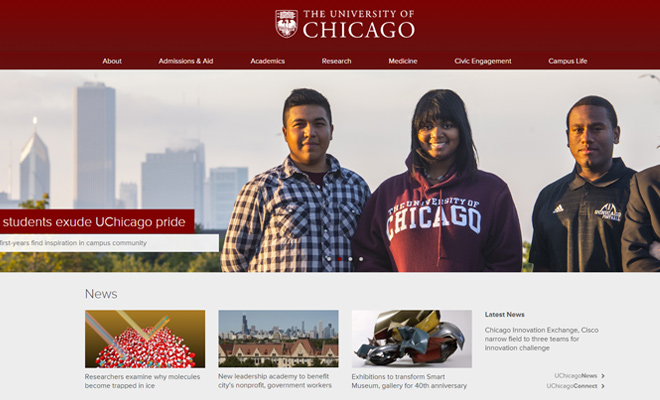 THE UNIVERSITY OF
CHICAGO
About Admissions & Aid Academics Research Medicine Civic Engagement Campus Life
THE UNIVERSITY OF
CHICAGO
students exude UChicago pride
first-years find inspiration in campus community
News
Researchers examine why molecules
become trapped in ice
New leadership academy to benefit
city's nonprofit, government workers
Exhibitions to transform Smart
Museum, gallery for 40th anniversary
Latest News
Chicago Innovation Exchange, Cisco
narrow field to three teams for
innovation challenge
UChicagoNews
UChicagoConnect